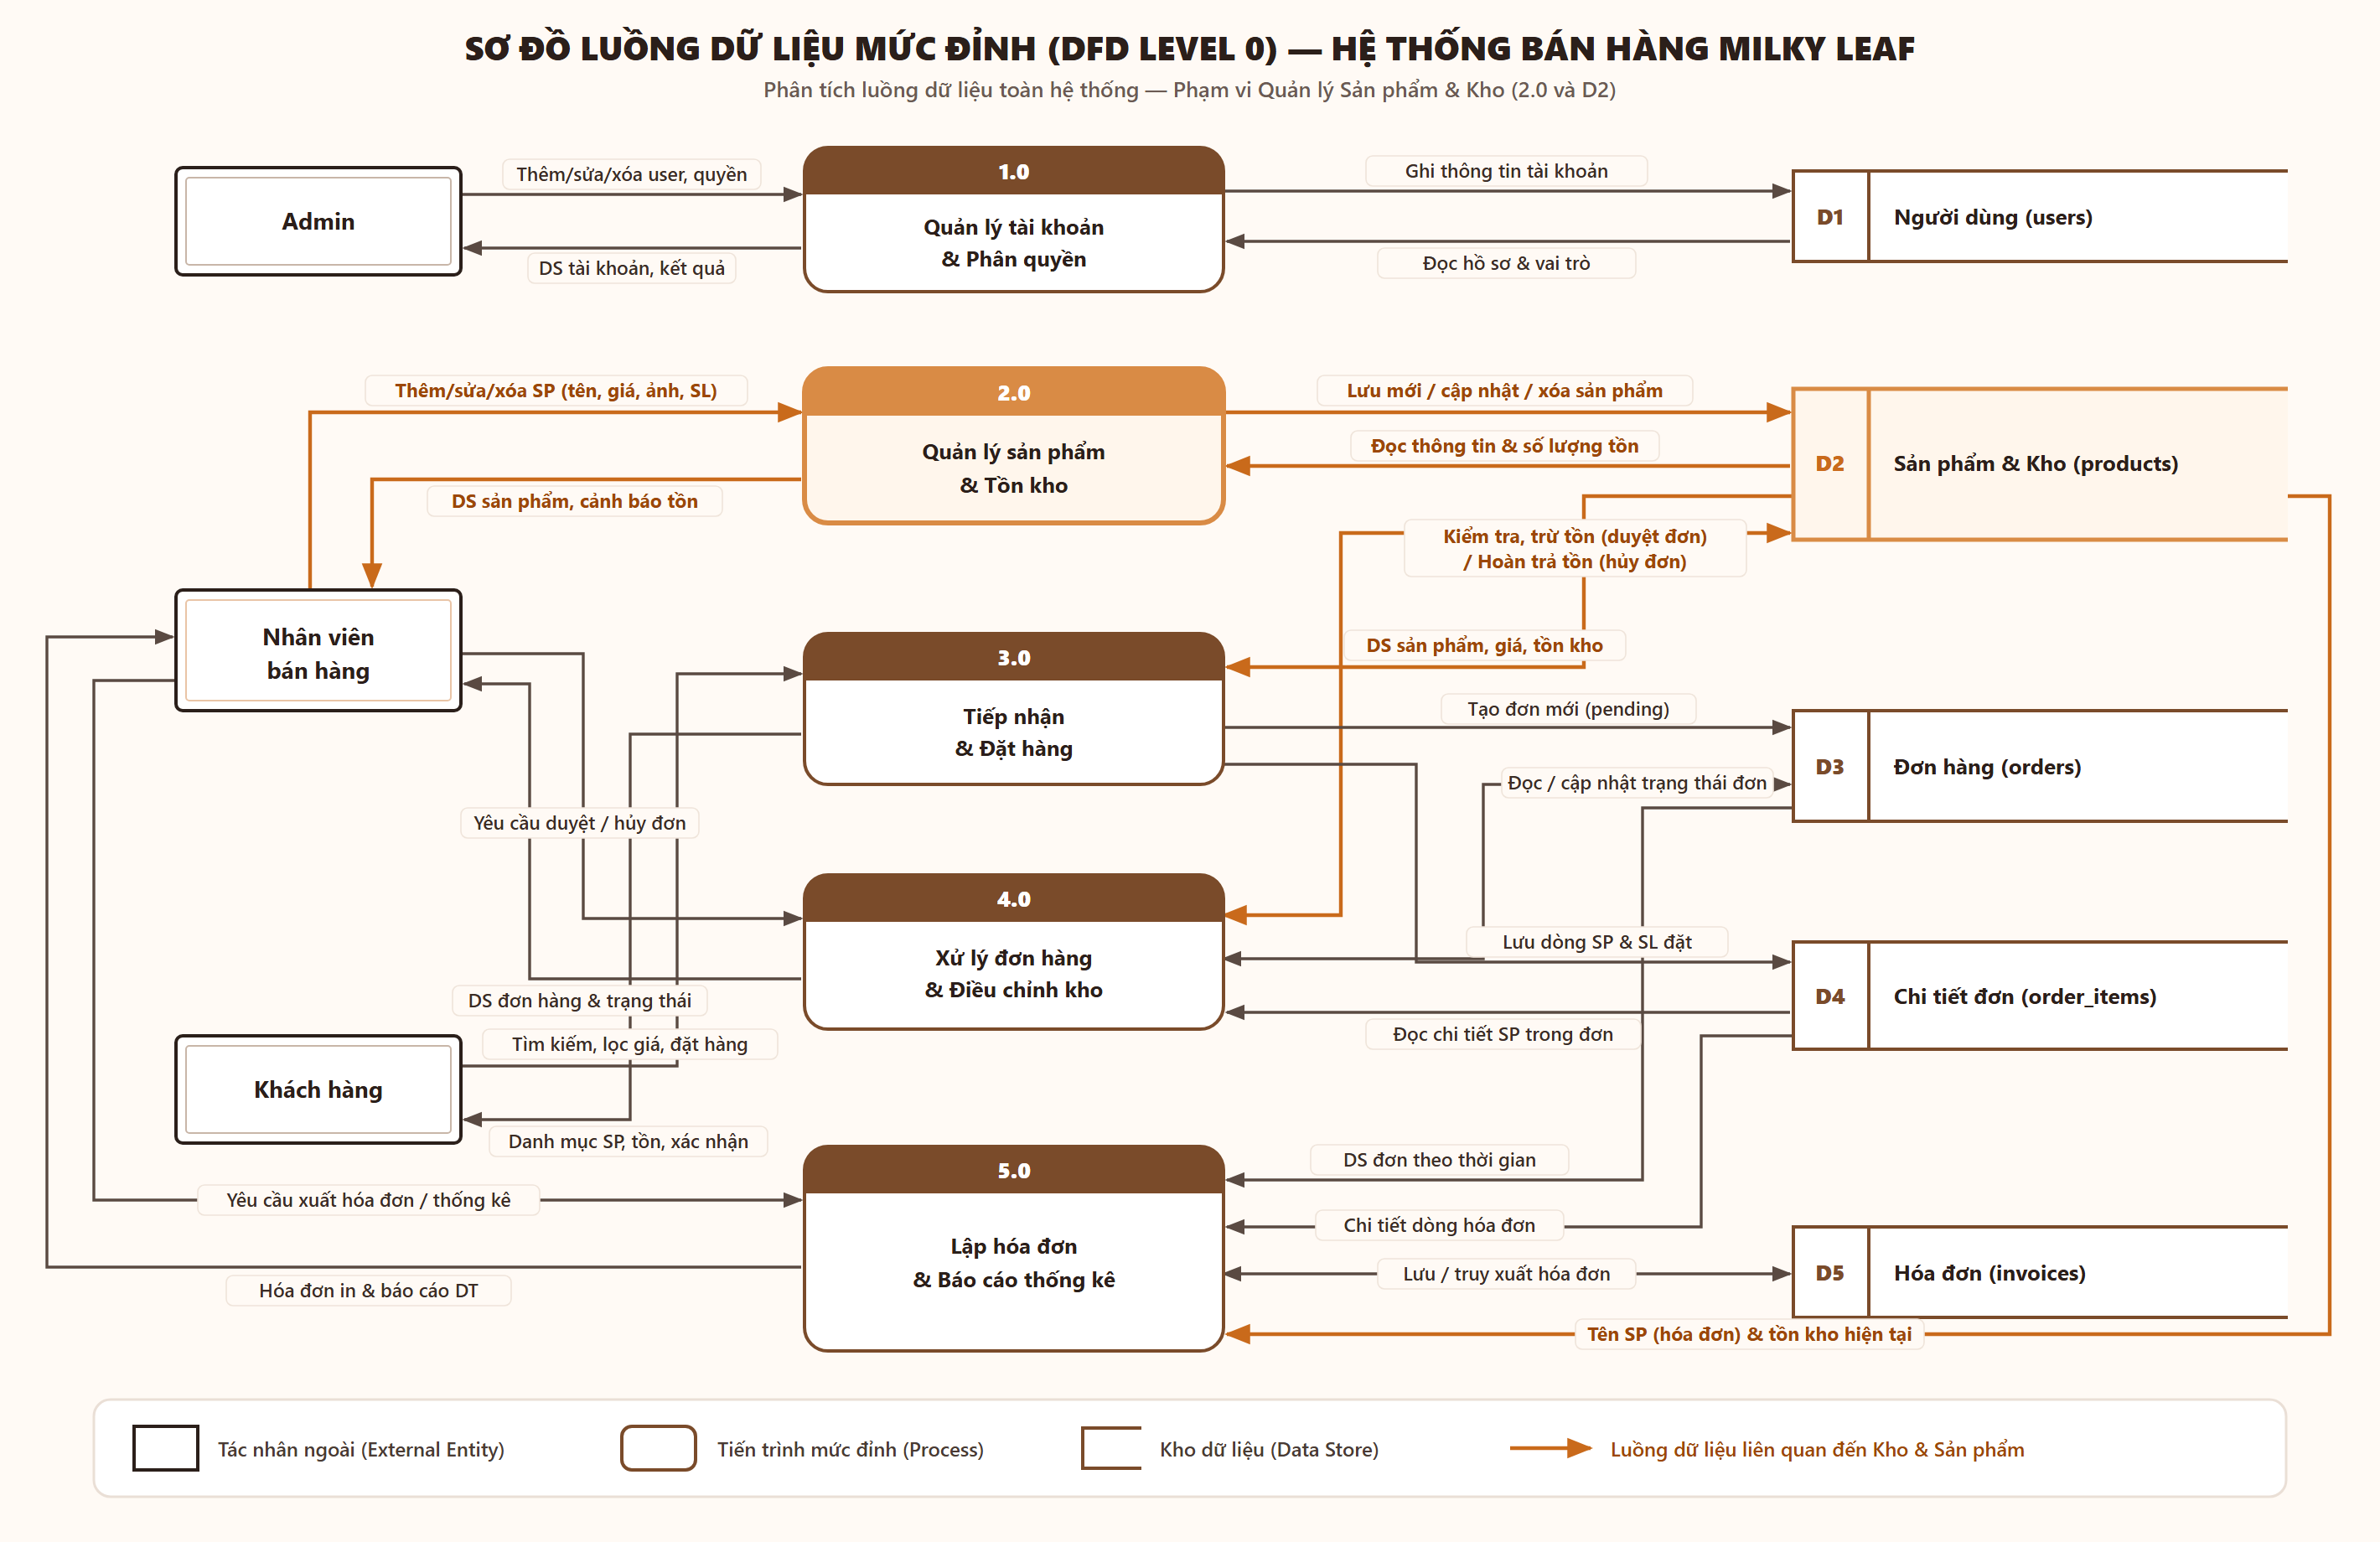 SƠ ĐỒ LUỒNG DỮ LIỆU MỨC ĐỈNH (DFD LEVEL 0) — HỆ THỐNG BÁN HÀNG MILKY LEAF
Phân tích luồng dữ liệu toàn hệ thống — Phạm vi Quản lý Sản phẩm & Kho (2.0 và D2)
Admin
Thêm/sửa/xóa user, quyền
DS tài khoản, kết quả
1.0
Quản lý tài khoản
& Phân quyền
Ghi thông tin tài khoản
Đọc hồ sơ & vai trò
D1
Người dùng (users)
Thêm/sửa/xóa SP (tên, giá, ảnh, SL)
DS sản phẩm, cảnh báo tồn
2.0
Quản lý sản phẩm
& Tồn kho
Lưu mới / cập nhật / xóa sản phẩm
Đọc thông tin & số lượng tồn
D2
Sản phẩm & Kho (products)
Kiểm tra, trừ tồn (duyệt đơn)
/ Hoàn trả tồn (hủy đơn)
Nhân viên
bán hàng
3.0
Tiếp nhận
& Đặt hàng
DS sản phẩm, giá, tồn kho
Tạo đơn mới (pending)
Đọc / cập nhật trạng thái đơn
D3
Đơn hàng (orders)
Yêu cầu duyệt / hủy đơn
4.0
Xử lý đơn hàng
& Điều chỉnh kho
Lưu dòng SP & SL đặt
Đọc chi tiết SP trong đơn
D4
Chi tiết đơn (order_items)
DS đơn hàng & trạng thái
Tìm kiếm, lọc giá, đặt hàng
Khách hàng
Danh mục SP, tồn, xác nhận
5.0
Lập hóa đơn
& Báo cáo thống kê
Yêu cầu xuất hóa đơn / thống kê
Hóa đơn in & báo cáo DT
DS đơn theo thời gian
Chi tiết dòng hóa đơn
Lưu / truy xuất hóa đơn
D5
Hóa đơn (invoices)
Tên SP (hóa đơn) & tồn kho hiện tại
Tác nhân ngoài (External Entity)
Tiến trình mức đỉnh (Process)
Kho dữ liệu (Data Store)
Luồng dữ liệu liên quan đến Kho & Sản phẩm